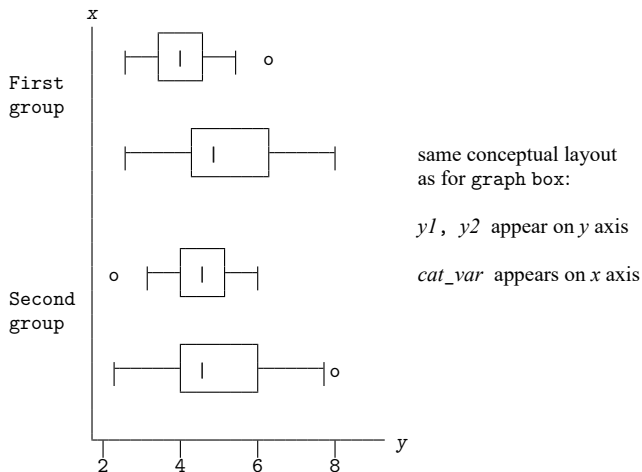 x
First
group
same conceptual layout
as for graph box:
y1, y2 appear on y axis
cat_var appears on x axis
Second
group
y
2 4 6 8